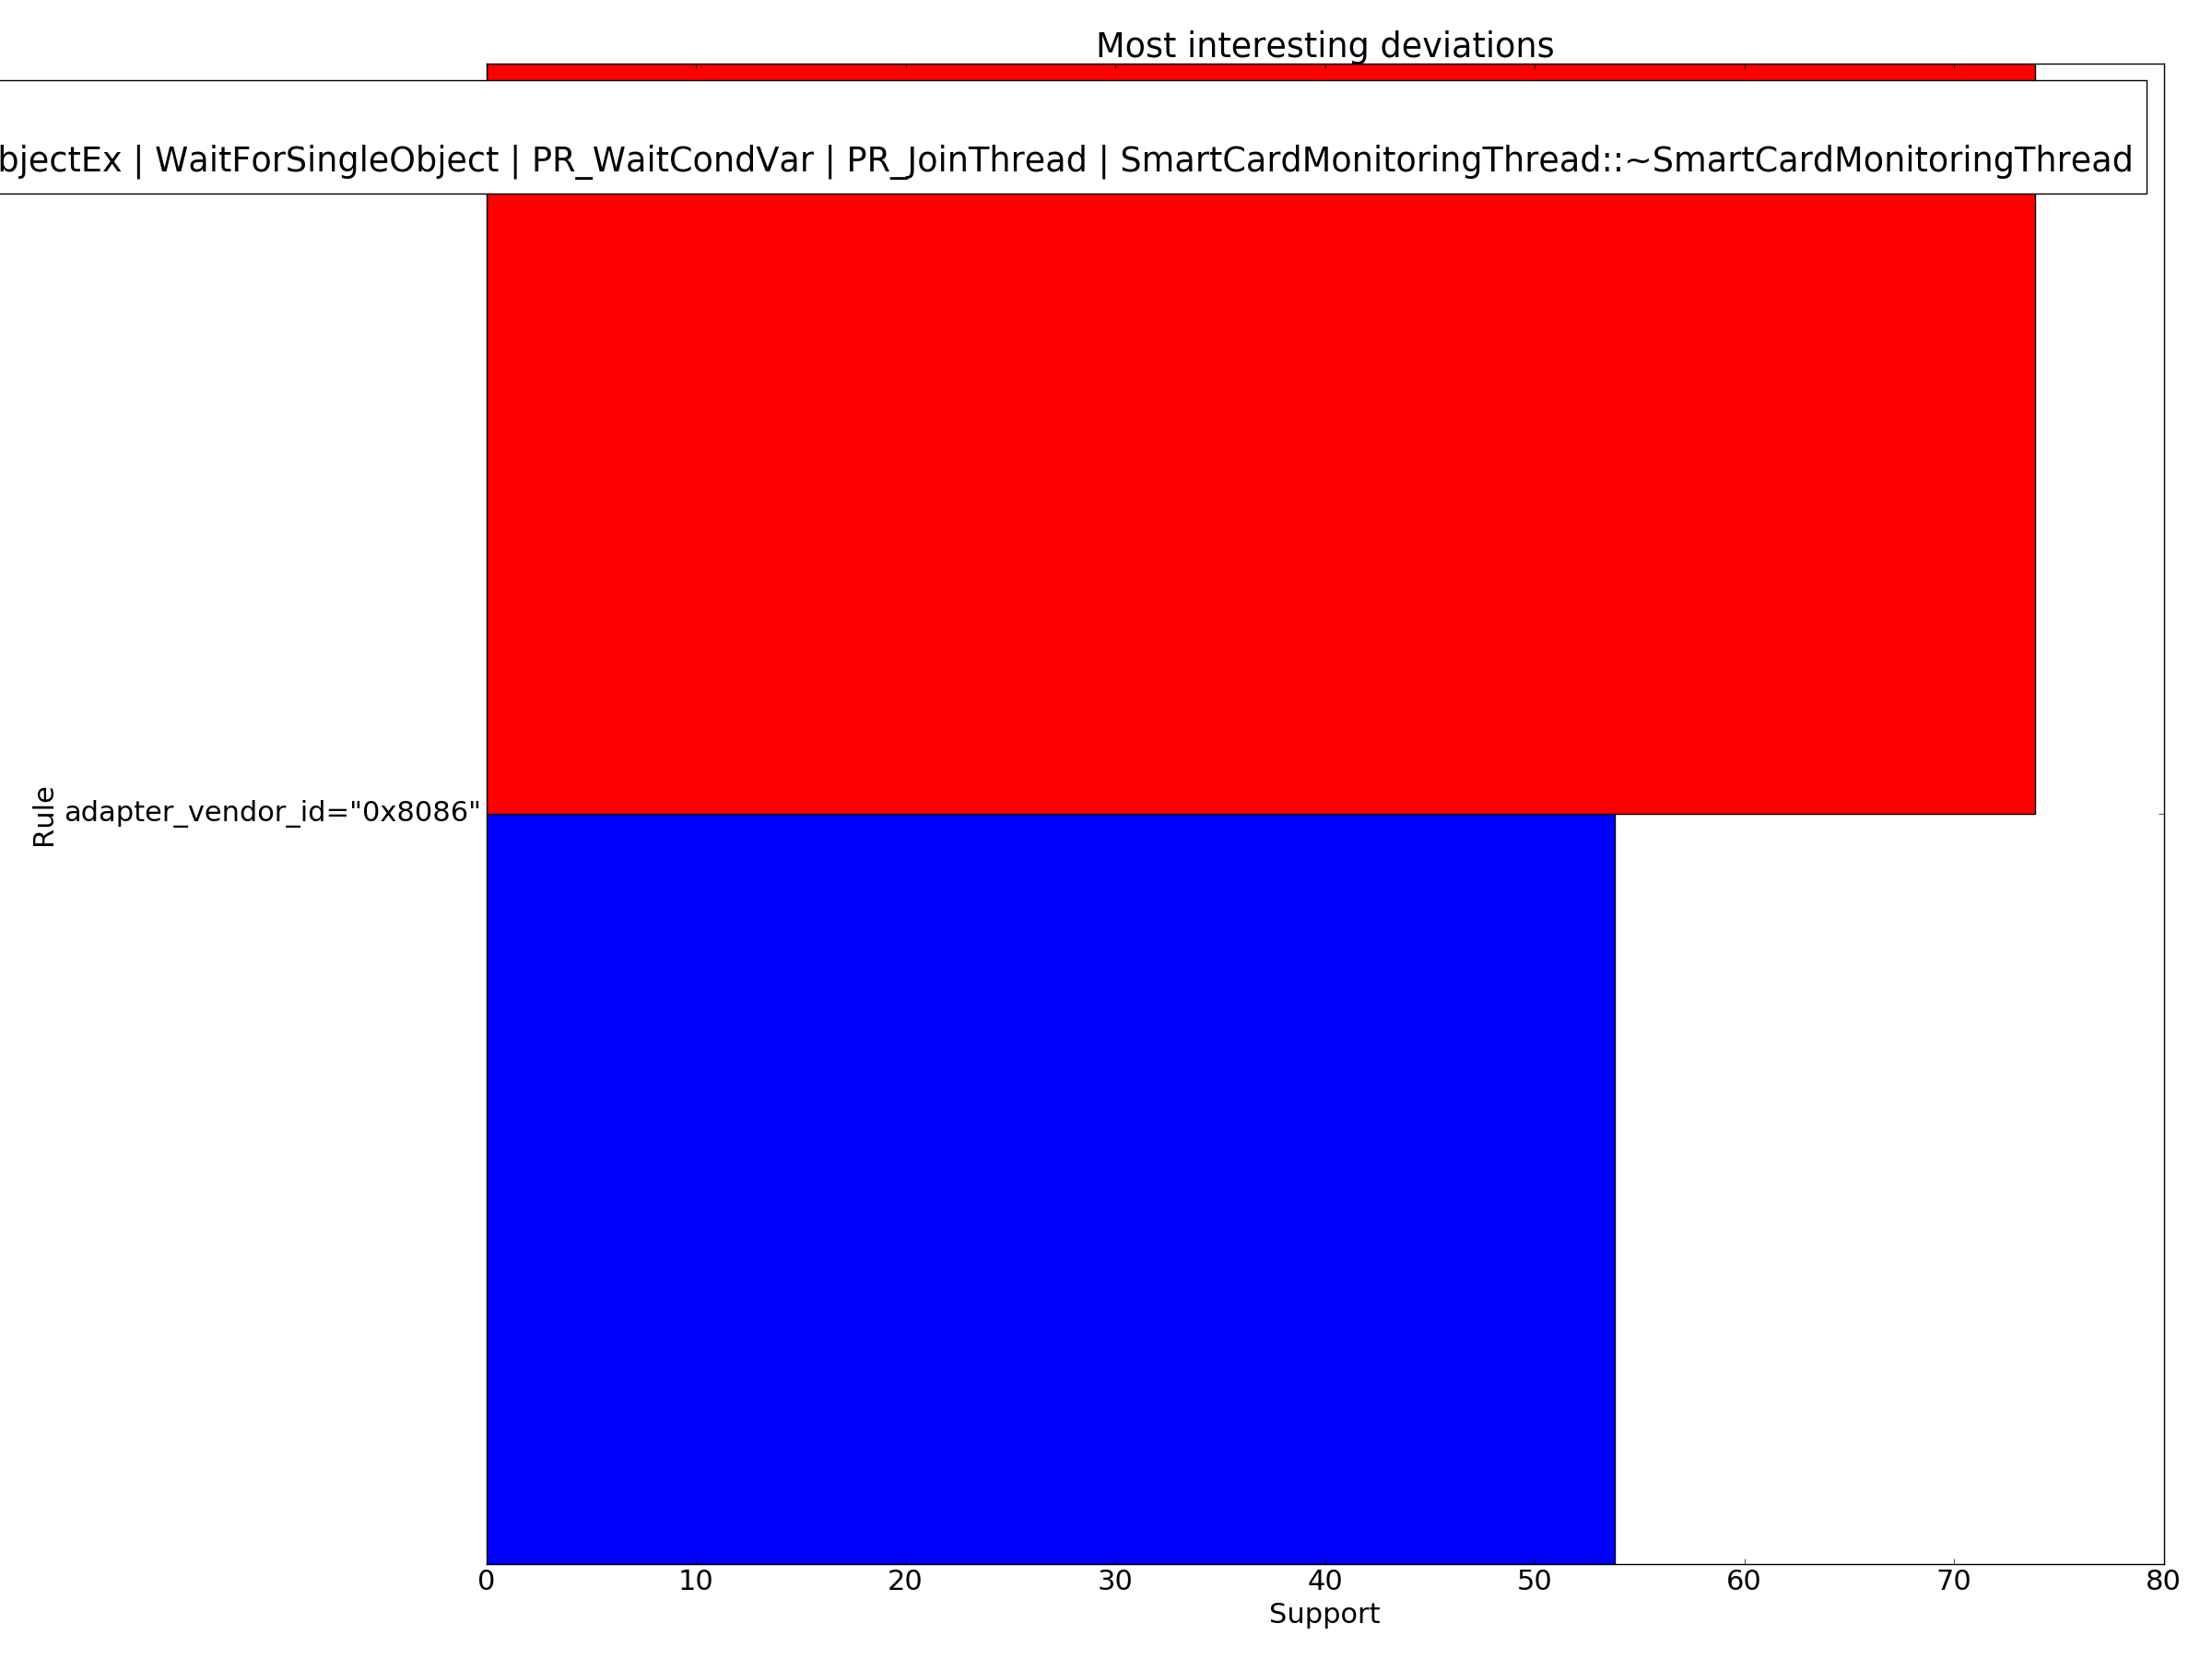 Most interesting deviations
| WaitForSingleObject | PR_WaitCondVar | PR_JoinThread | SmartCardMonitoringThread::~SmartCardMonitoringThread
Rule
adapter_vendor_id="0x8086"
0 10 20 30 40 50 60 70 80
Support